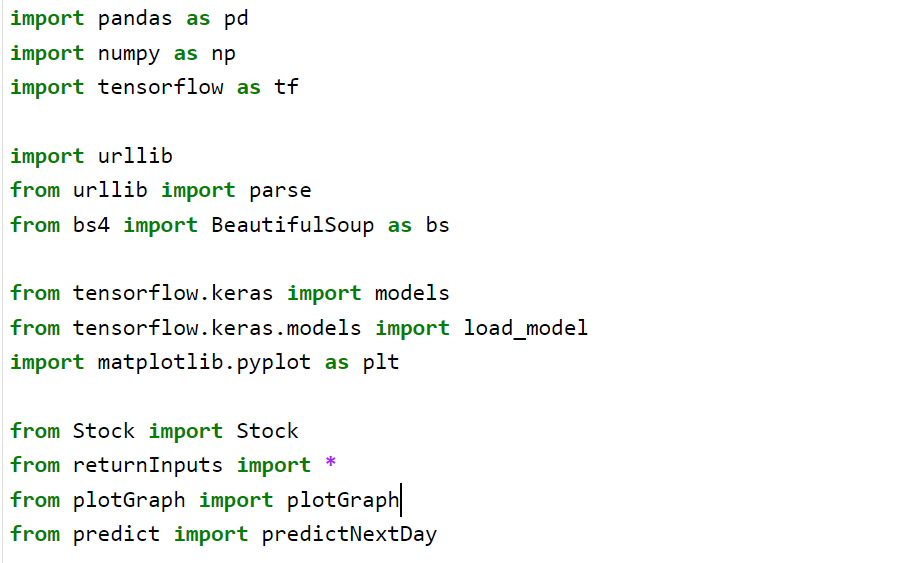 import pandas as pd
import numpy as np
import tensorflow as tf
import urllib
from urllib import parse
from bs4 import BeautifulSoup as bs
from tensorflow.keras import models
from tensorflow.keras.models import load_model
import matplotlib.pyplot as plt
from Stock import Stock
from returnInputs import *
from plotGraph import plotGraph
from predict import predictNextDay